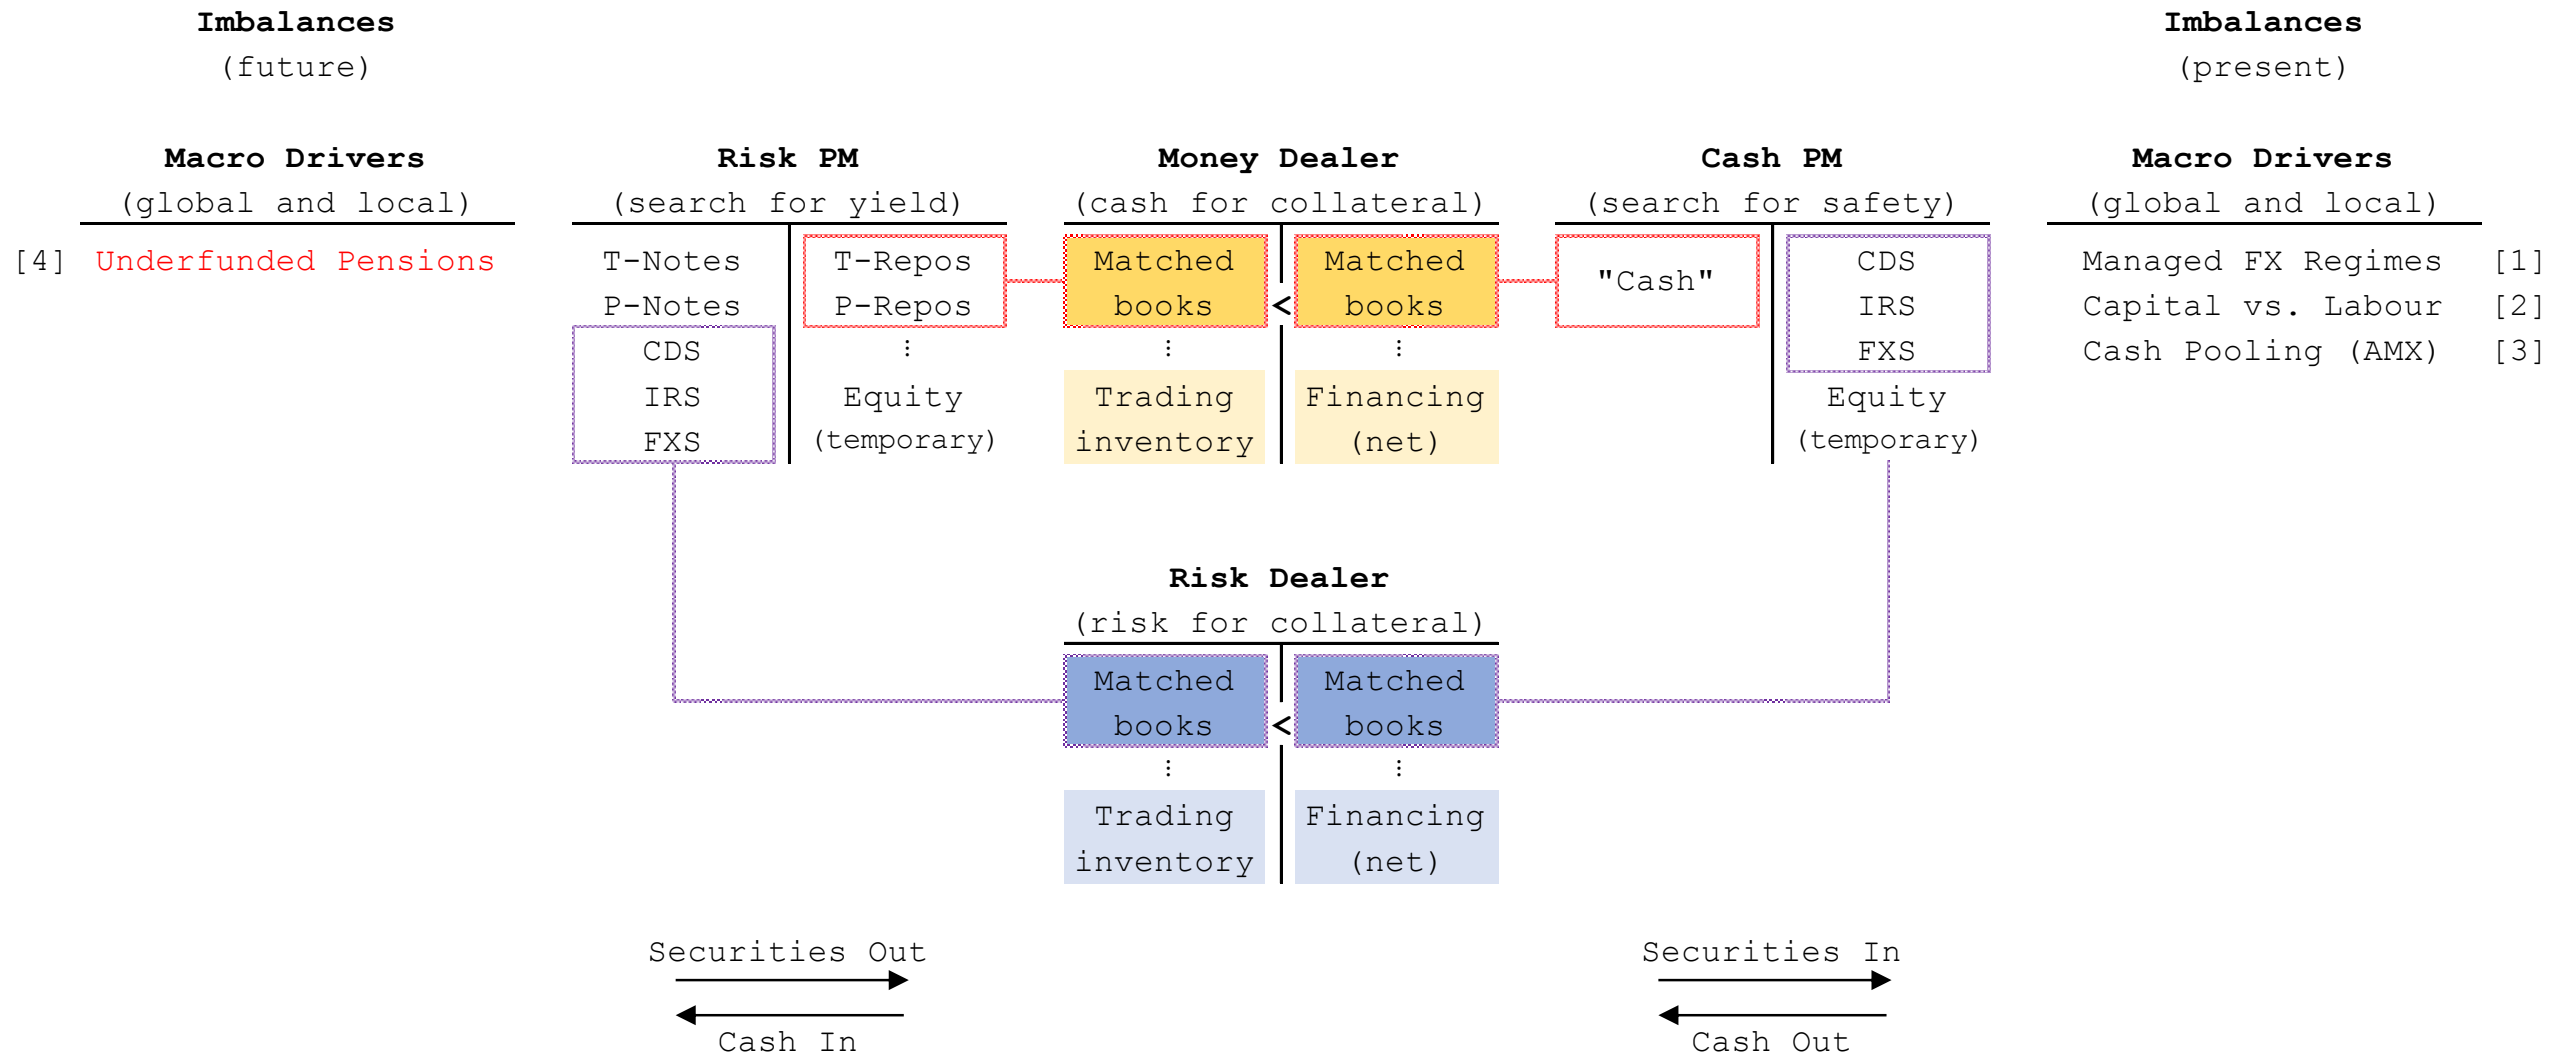 Imbalances
(future)
Imbalances
(present)
Macro Drivers
(global and local)
[4] Underfunded Pensions
Risk PM
(search for yield)
T-Notes
P-Notes
CDS
IRS
FXS
T-Repos
P-Repos
⋮
Equity
(temporary)
Money Dealer
(cash for collateral)
Matched
books
⋮
Trading
inventory
<
Matched
books
⋮
Financing
(net)
Cash PM
(search for safety)
"Cash"
CDS
IRS
FXS
Equity
(temporary)
Macro Drivers
(global and local)
Managed FX Regimes [1]
Capital vs. Labour [2]
Cash Pooling (AMX) [3]
Risk Dealer
(risk for collateral)
Matched
books
⋮
Trading
inventory
<
Matched
books
⋮
Financing
(net)
Securities Out
Cash In
Securities In
Cash Out